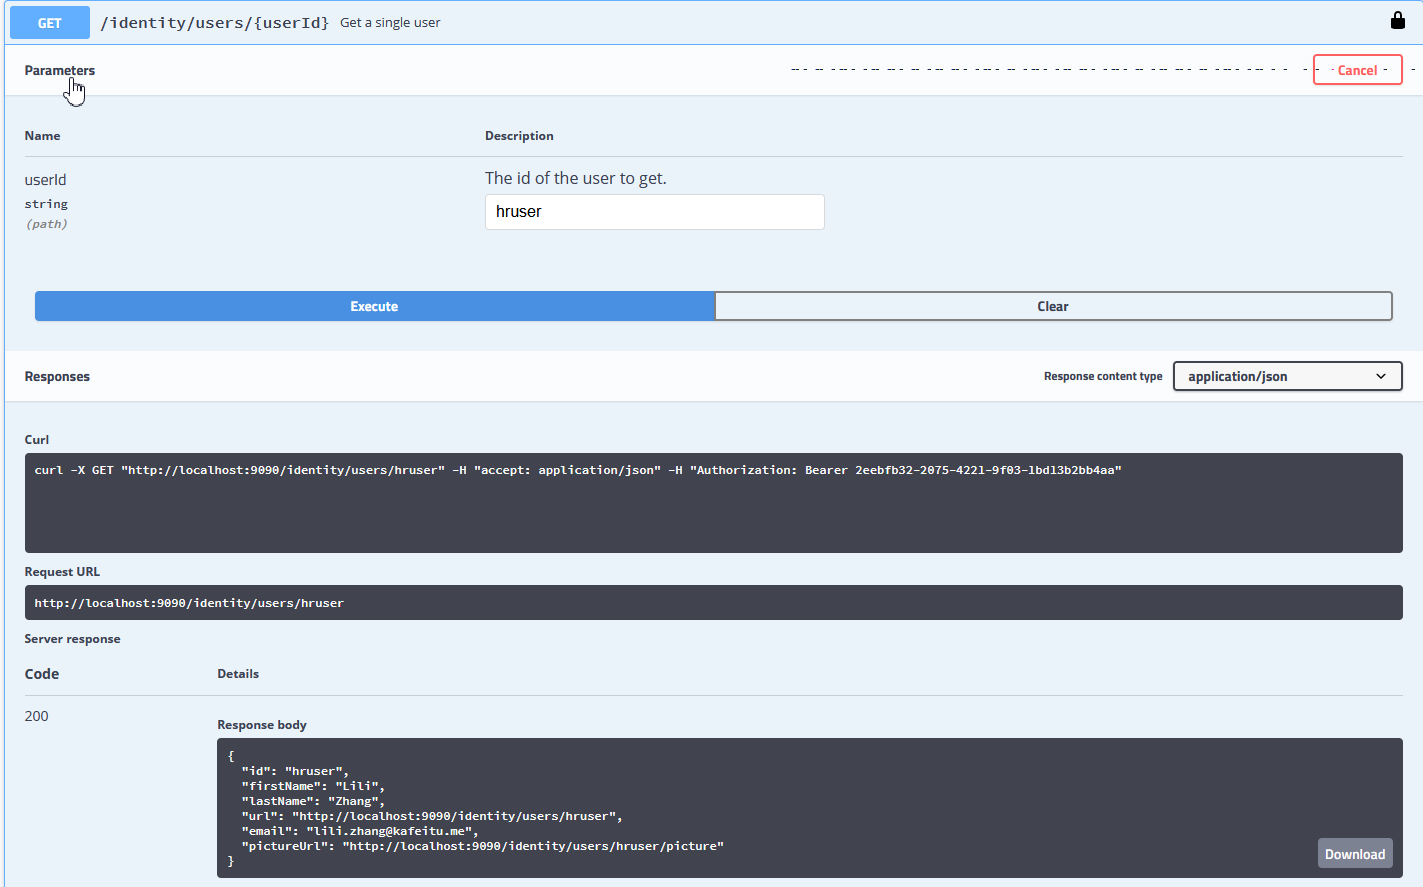 GET /identity/users/{userId} Get a single user
Parameters
Cancel
Name Description
userId The id of the user to get.
string
(path)
hruser
Execute Clear
Responses Response content type application/json
Curl
curl -X GET "http://localhost:9090/identity/users/hruser" -H "accept: application/json" -H "Authorization: Bearer 2eebfb32-2075-4221-9f03-1bd13b2bb4aa"
Request URL
http://localhost:9090/identity/users/hruser
Server response
Code Details
200
Response body
{
"id": "hruser",
"firstName": "Lili",
"lastName": "Zhang",
"url": "http://localhost:9090/identity/users/hruser",
"email": "lili.zhang@kafeitu.me",
"pictureUrl": "http://localhost:9090/identity/users/hruser/picture"
}
Download